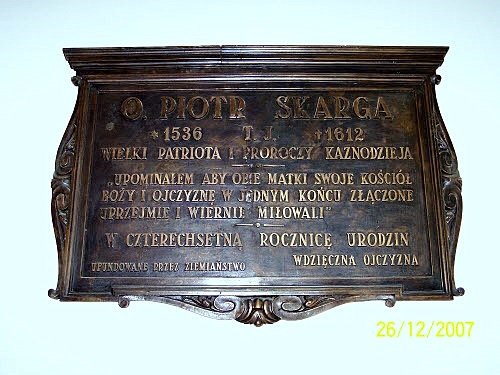 O. PIOTR SKARGA
*1536 T. J. †1612
WIELKI PATRIOTA I PROROCZY KAZNODZIEJA
„UPOMINAŁEM ABY OBIE MATKI SWOJE KOŚCIÓŁ
BOŻY I OJCZYZNĘ W JEDNYM KOŃCU ZŁĄCZONE
UPRZEJMIE I WIERNIE MIŁOWALI"
W CZTERECHSETNĄ ROCZNICĘ URODZIN
UFUNDOWANE PRZEZ ZIEMIAŃSTWO WDZIĘCZNA OJCZYZNA
26/12/2007